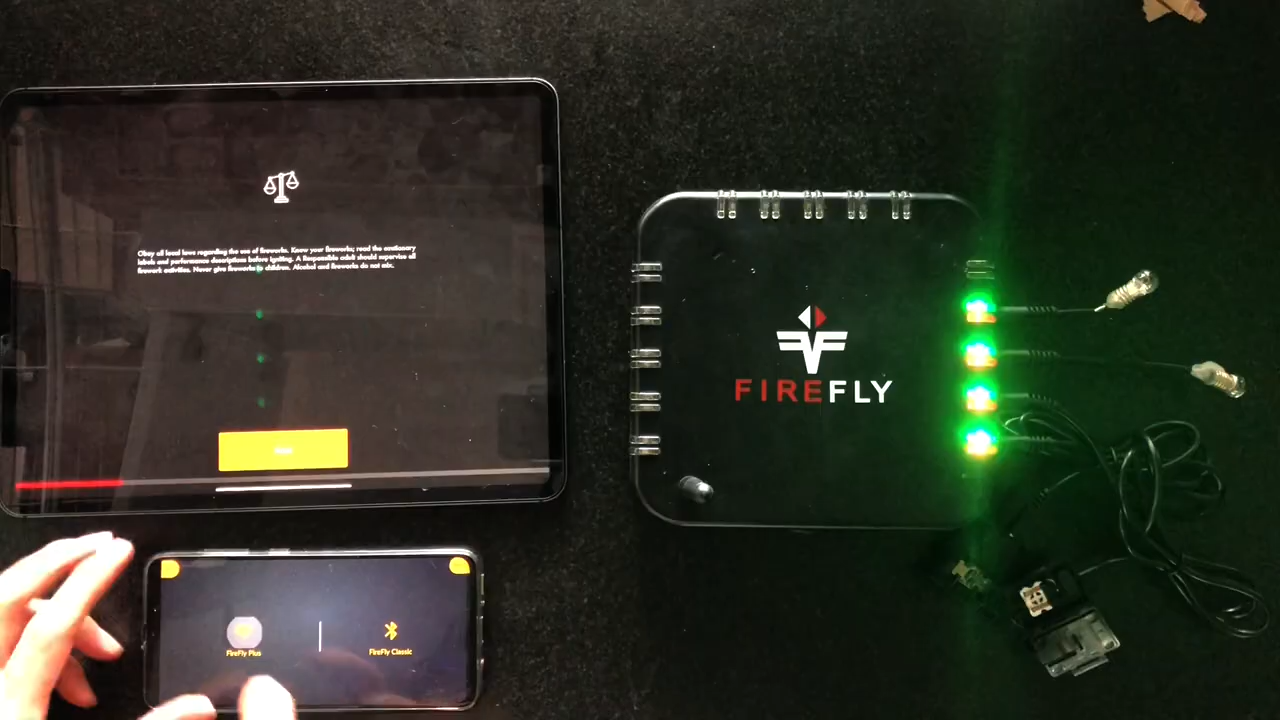 Obey all local laws regarding the use of fireworks. Know your fireworks; read the cautionary
labels and performance descriptions before igniting. A Responsible adult should supervise all
firework activities. Never give fireworks to children. Alcohol and fireworks do not mix.
FIREFLY
FireFly Plus
FireFly Classic